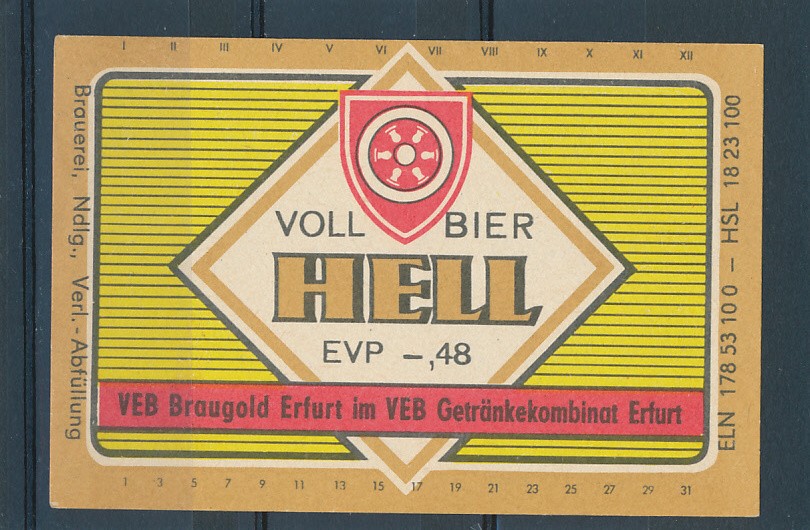 I II III IV V VI VII VIII IX X XI XII
Brauerei, Ndlg., Verl.-Abfüllung
VOLL BIER
HELL
EVP –,48
VEB Braugold Erfurt im VEB Getränkekombinat Erfurt
1 3 5 7 9 11 13 15 17 19 21 23 25 27 29 31
ELN 178 53 10 0 – HSL 18 23 100